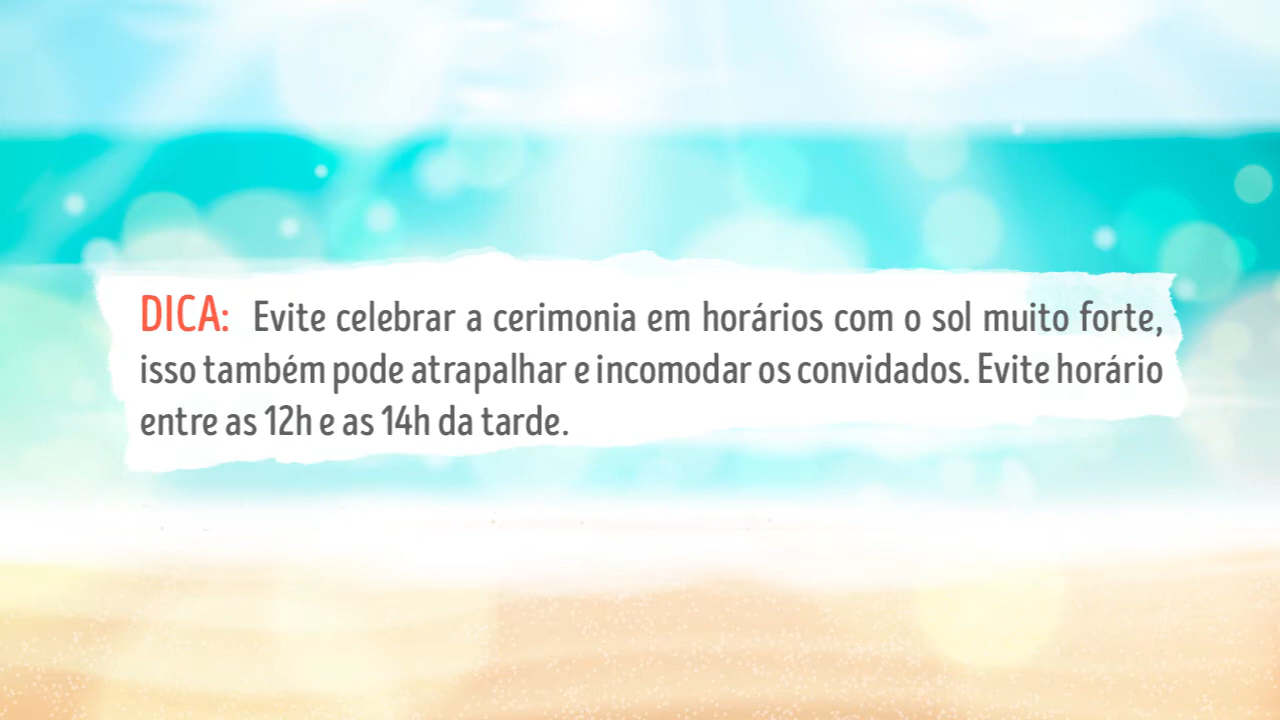 DICA: Evite celebrar a cerimonia em horários com o sol muito forte,
isso também pode atrapalhar e incomodar os convidados. Evite horário
entre as 12h e as 14h da tarde.